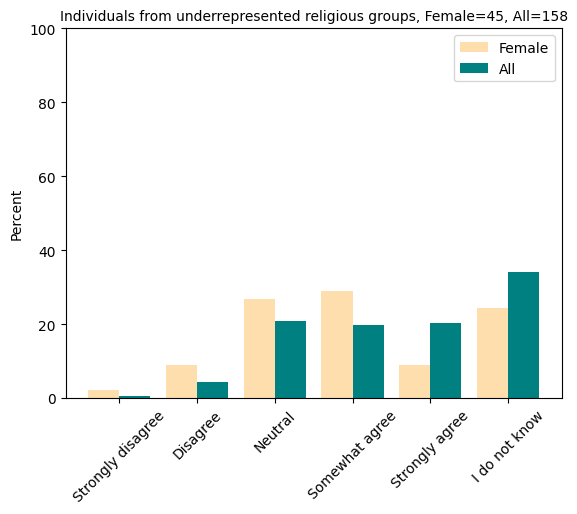 Individuals from underrepresented religious groups, Female=45, All=158
Female
All
Percent
100
80
60
40
20
0
Strongly disagree
Disagree
Neutral
Somewhat agree
Strongly agree
I do not know